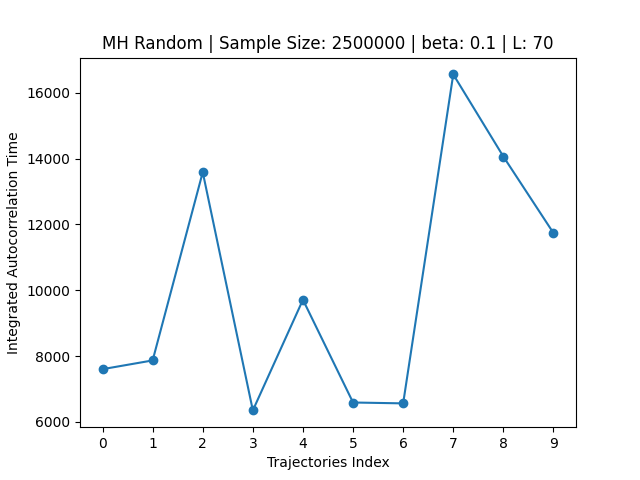 MH Random | Sample Size: 2500000 | beta: 0.1 | L: 70
Integrated Autocorrelation Time
16000
14000
12000
10000
8000
6000
0 1 2 3 4 5 6 7 8 9
Trajectories Index